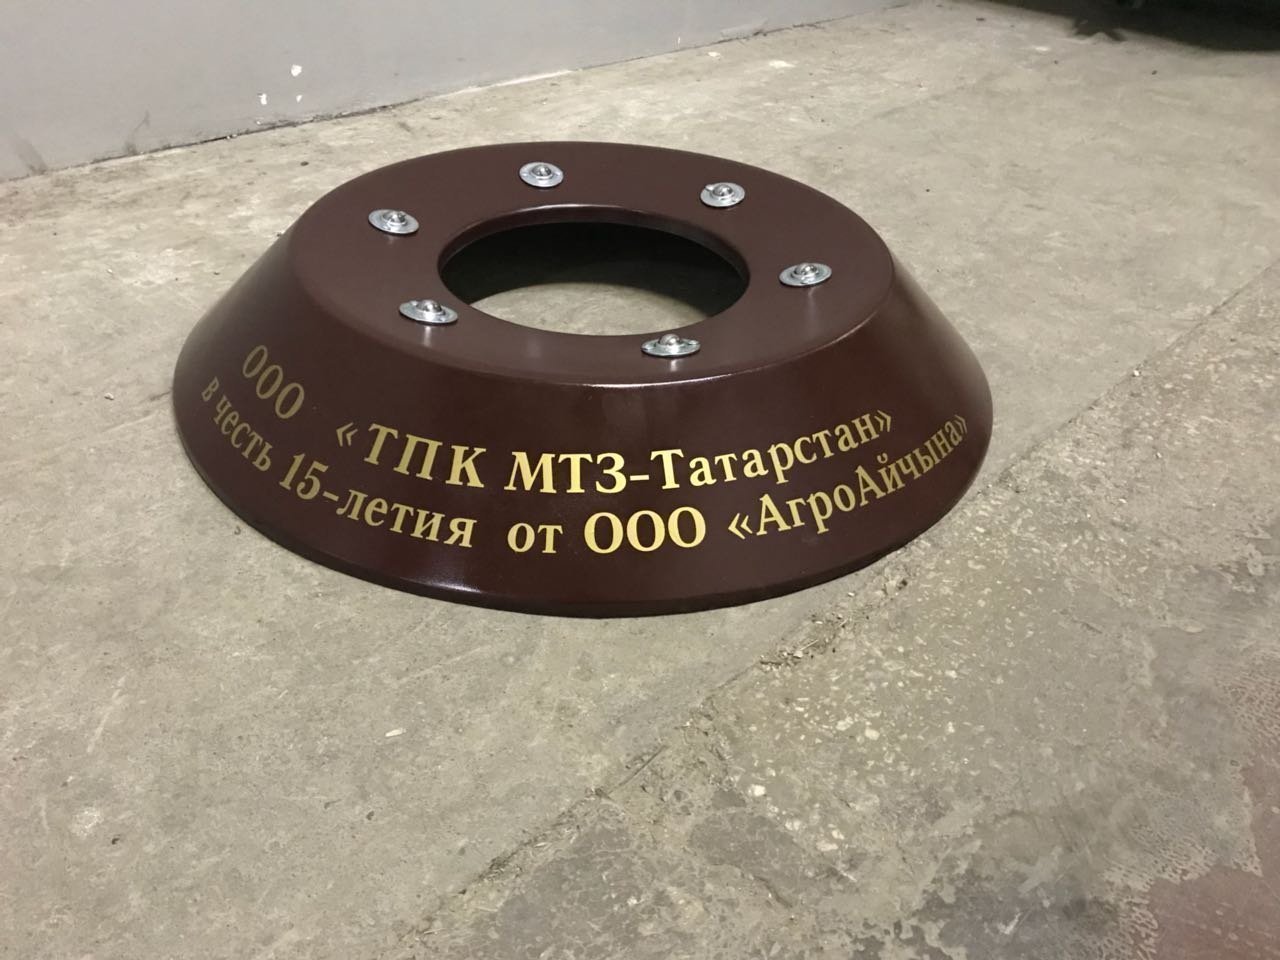 ООО «ТПК МТЗ-Татарстан»
в честь 15-летия от ООО «АгроАйчына»